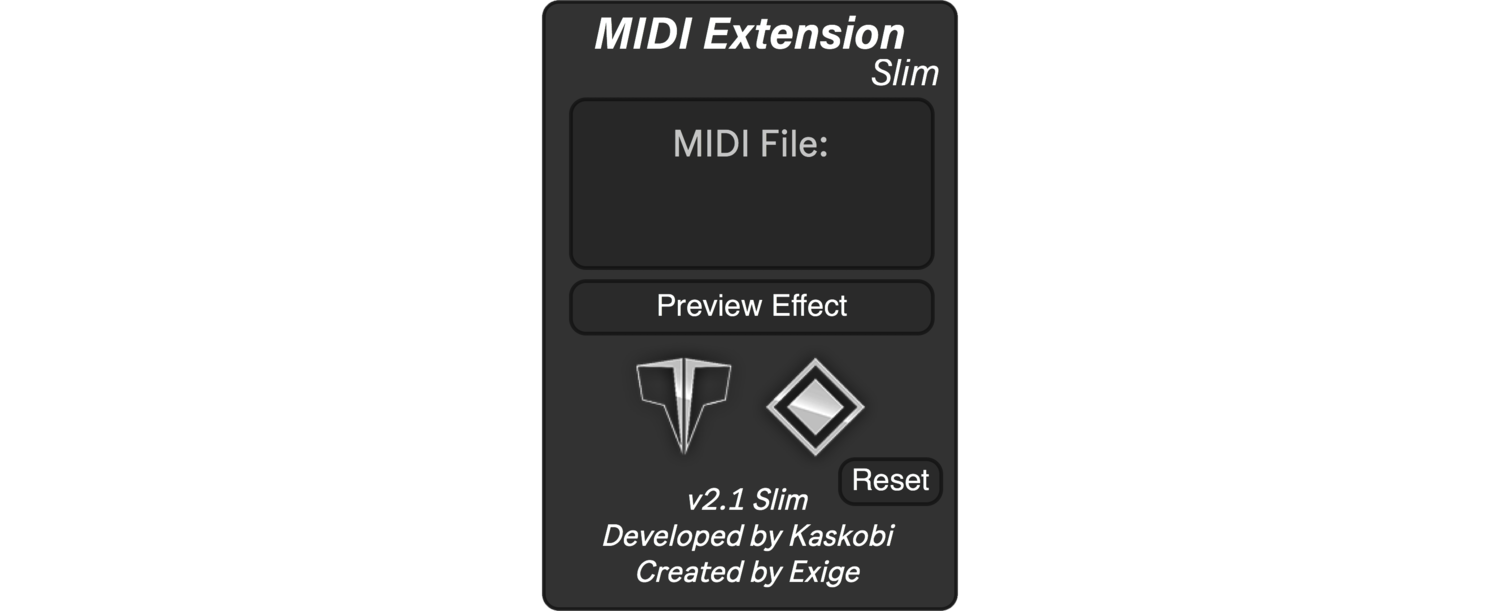 MIDI Extension
Slim
MIDI File:
Preview Effect
Reset
v2.1 Slim
Developed by Kaskobi
Created by Exige